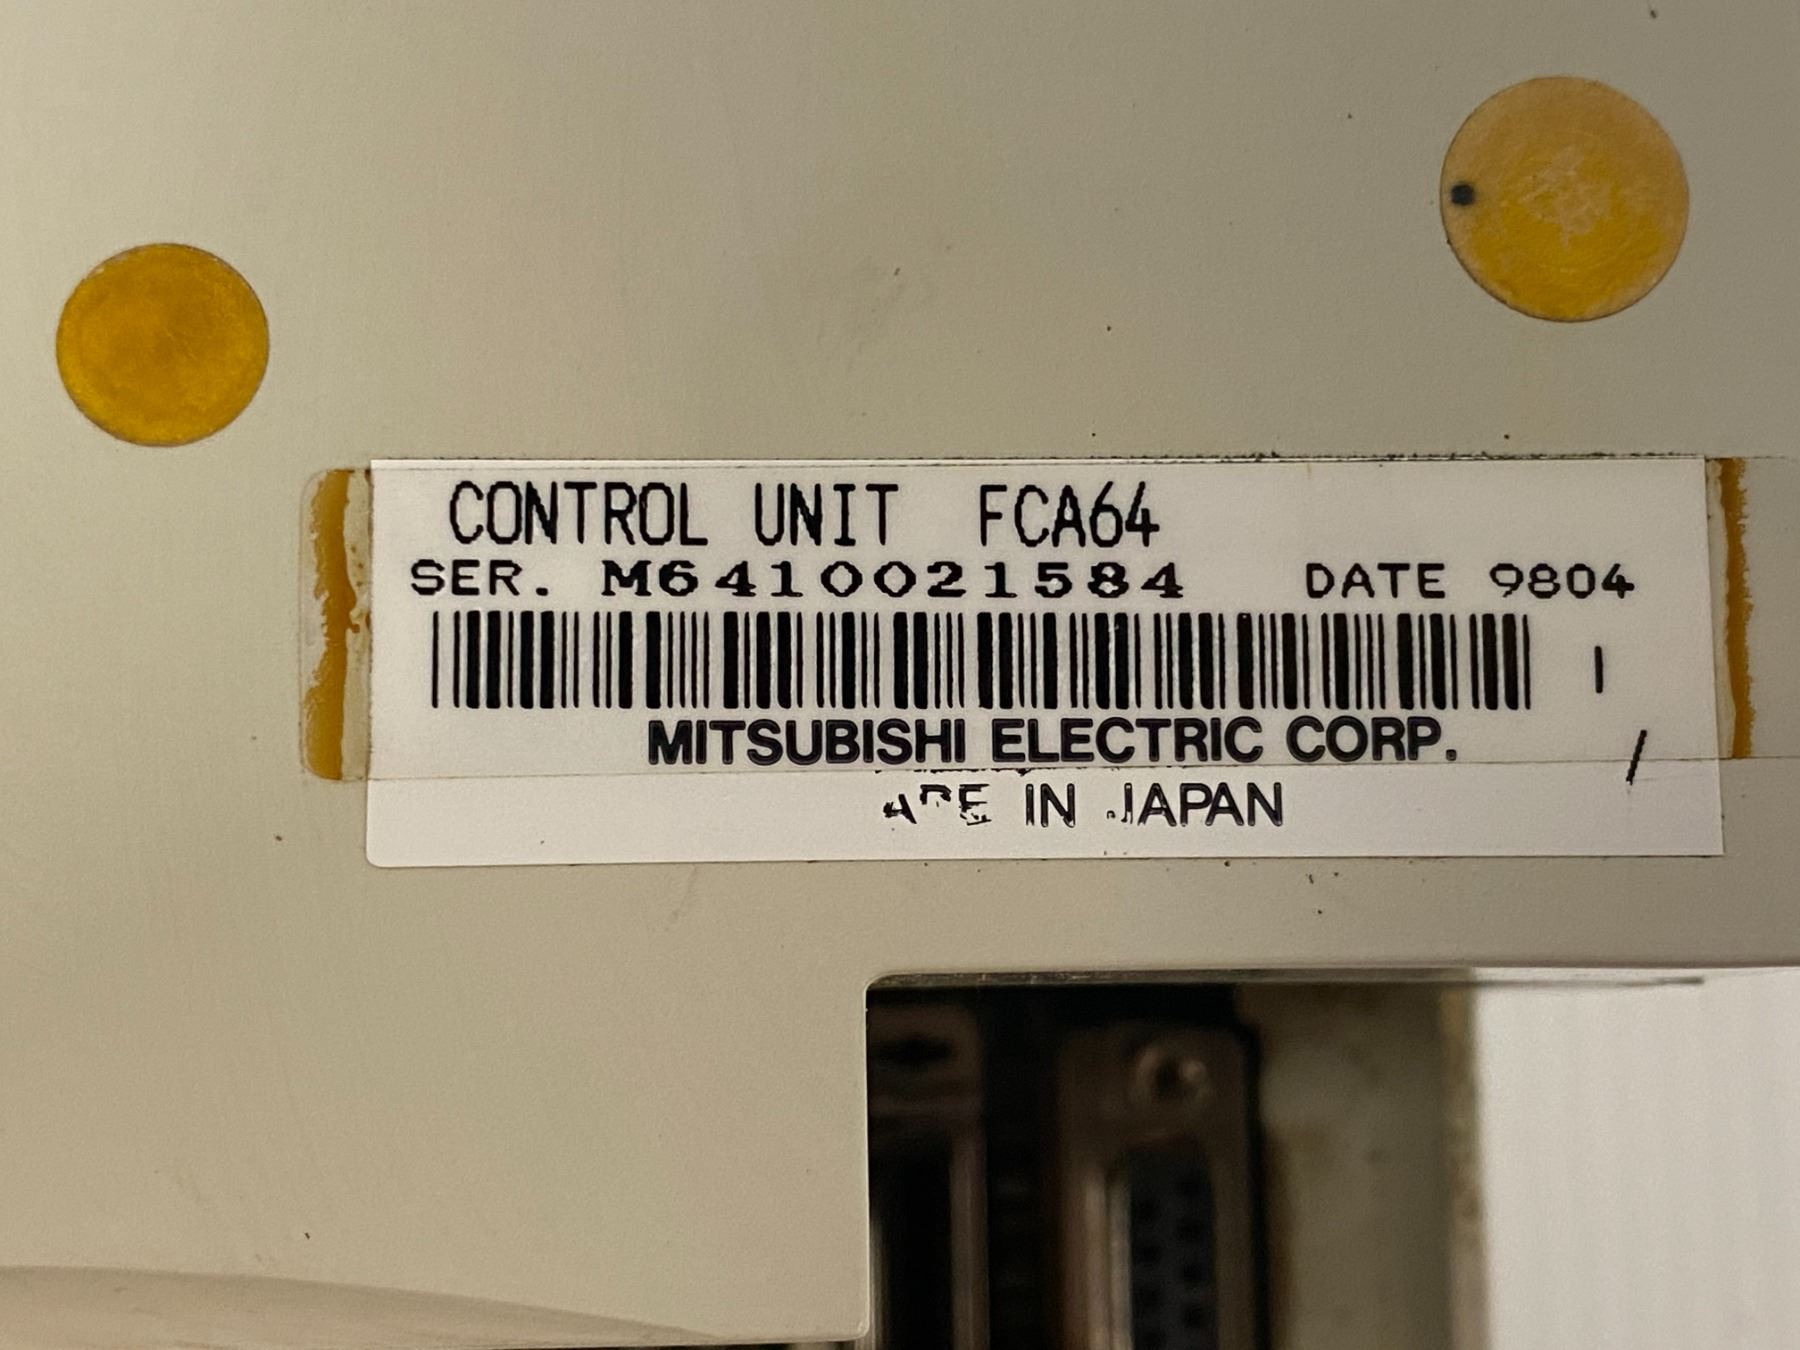 CONTROL UNIT FCA64
SER. M6410021584 DATE 9804
MITSUBISHI ELECTRIC CORP.
IN JAPAN